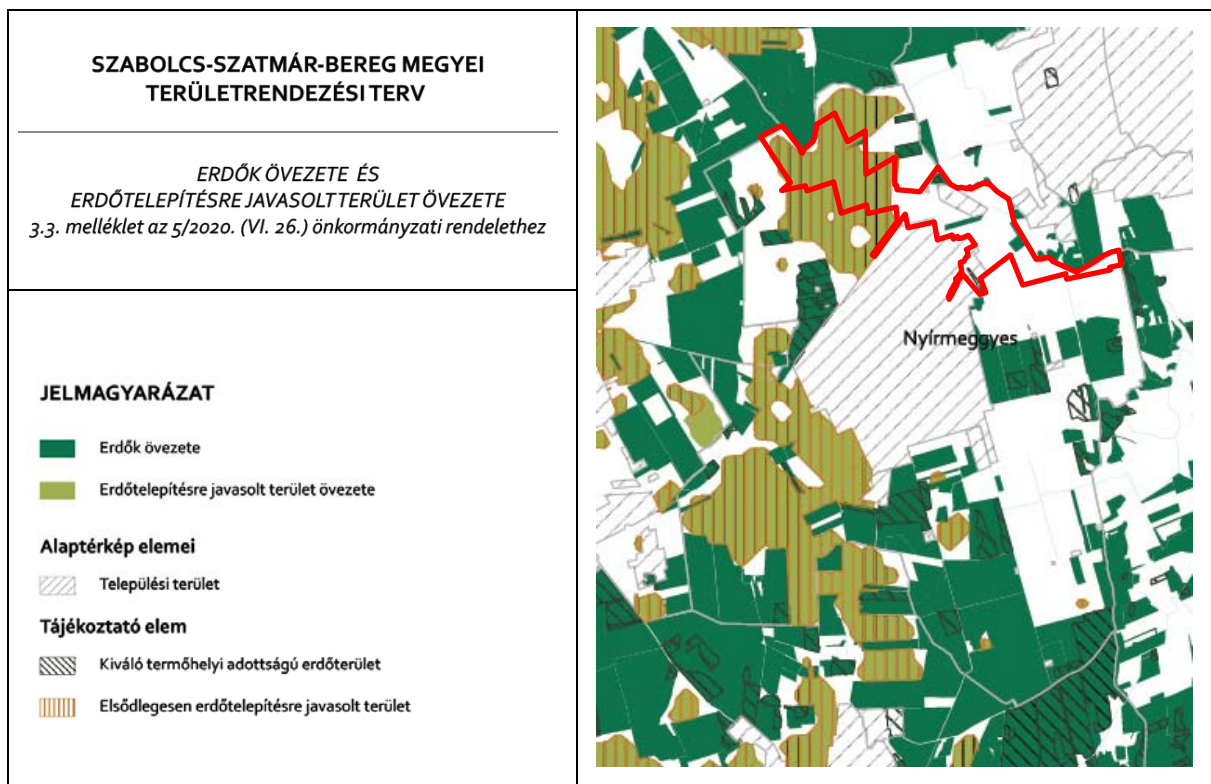 SZABOLCS-SZATMÁR-BEREG MEGYEI
TERÜLETRENDEZÉSI TERV
ERDŐK ÖVEZETE ÉS
ERDŐTELEPÍTÉSRE JAVASOLT TERÜLET ÖVEZETE
3.3. melléklet az 5/2020. (VI. 26.) önkormányzati rendelethez
JELMAGYARÁZAT
Erdők övezete
Erdőtelepítésre javasolt terület övezete
Alaptérkép elemei
Települési terület
Tájékoztató elem
Kiváló termőhelyi adottságú erdőterület
Elsődlegesen erdőtelepítésre javasolt terület
Nyírmeggyes